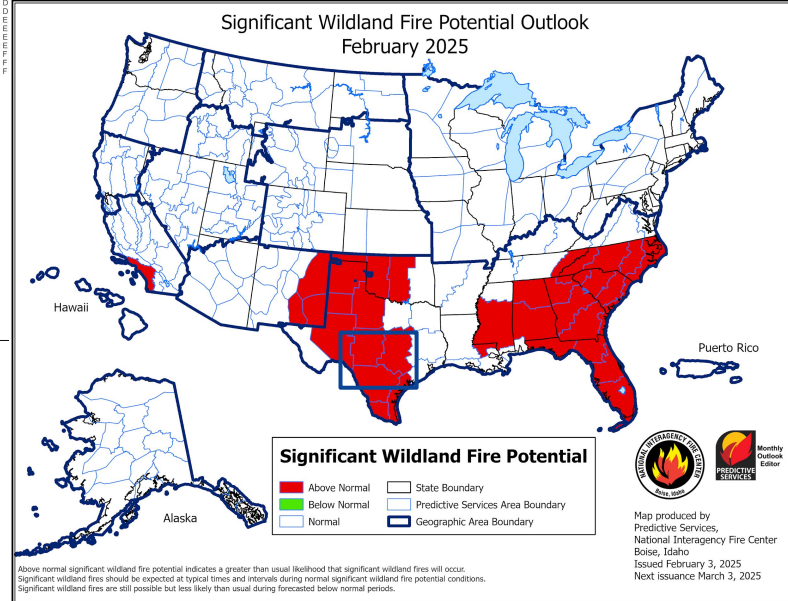 D
D
E
E
E
E
F
F
F
Significant Wildland Fire Potential Outlook
February 2025
Hawaii
Puerto Rico
Alaska
Significant Wildland Fire Potential
Above Normal
State Boundary
Below Normal
Predictive Services Area Boundary
Normal
Geographic Area Boundary
NATIONAL INTERAGENCY FIRE CENTER
Boise, Idaho
PREDICTIVE
SERVICES
Monthly
Outlook
Editor
Map produced by
Predictive Services,
National Interagency Fire Center
Boise, Idaho
Issued February 3, 2025
Next issuance March 3, 2025
Above normal significant wildland fire potential indicates a greater than usual likelihood that significant wildland fires will occur.
Significant wildland fires should be expected at typical times and intervals during normal significant wildland fire potential conditions.
Significant wildland fires are still possible but less likely than usual during forecasted below normal periods.